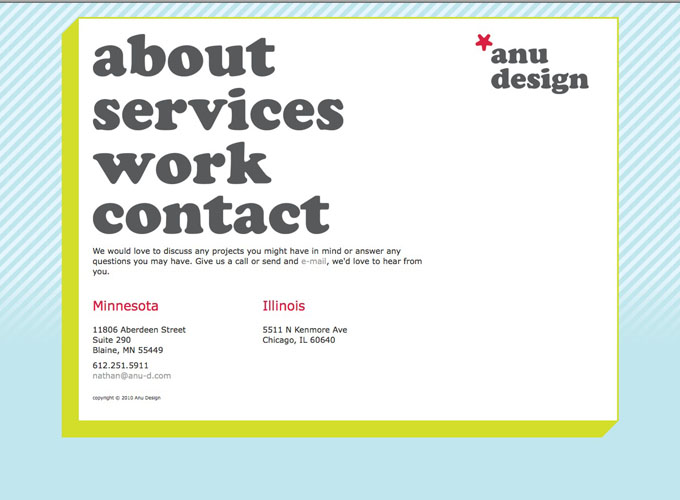 about
services
work
contact
anu
design
We would love to discuss any projects you might have in mind or answer any
questions you may have. Give us a call or send and e-mail, we'd love to hear from
you.
Minnesota
11806 Aberdeen Street
Suite 290
Blaine, MN 55449
612.251.5911
nathan@anu-d.com
Illinois
5511 N Kenmore Ave
Chicago, IL 60640
copyright © 2010 Anu Design